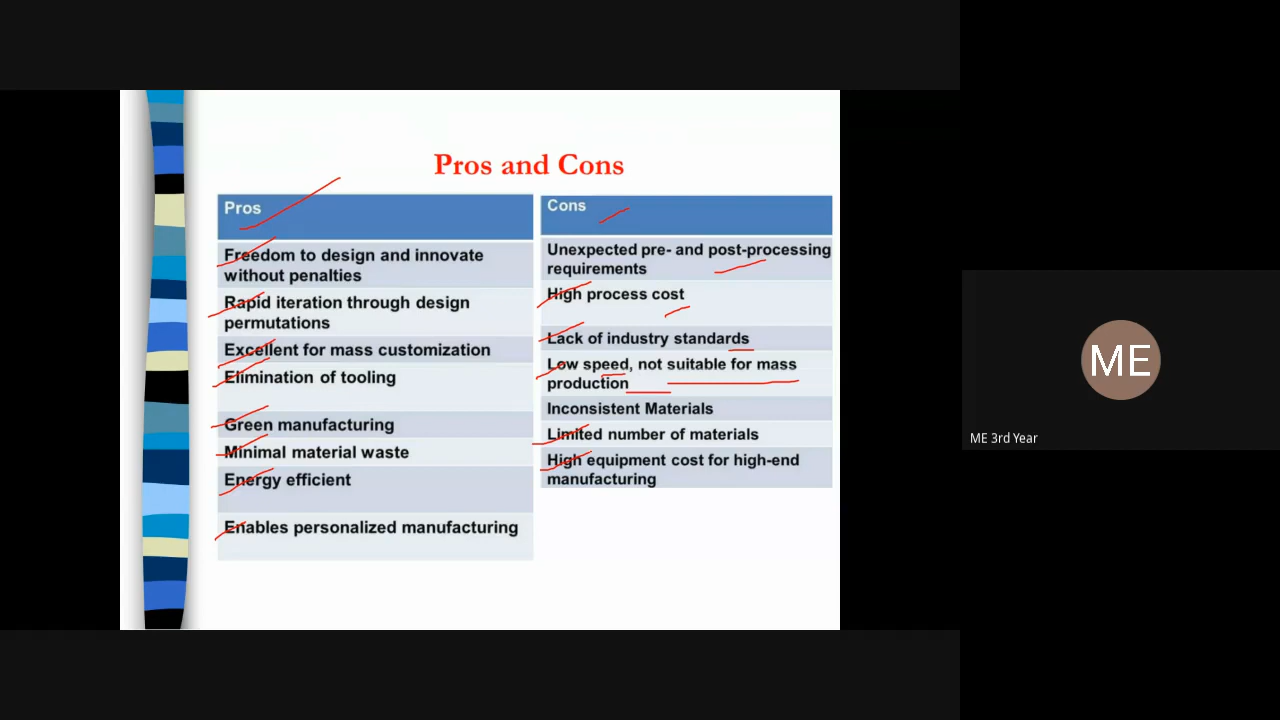 Pros and Cons
Pros
Freedom to design and innovate
without penalties
Rapid iteration through design
permutations
Excellent for mass customization
Elimination of tooling
Green manufacturing
Minimal material waste
Energy efficient
Enables personalized manufacturing
Cons
Unexpected pre- and post-processing
requirements
High process cost
Lack of industry standards
Low speed, not suitable for mass
production
Inconsistent Materials
Limited number of materials
High equipment cost for high-end
manufacturing
ME
ME 3rd Year